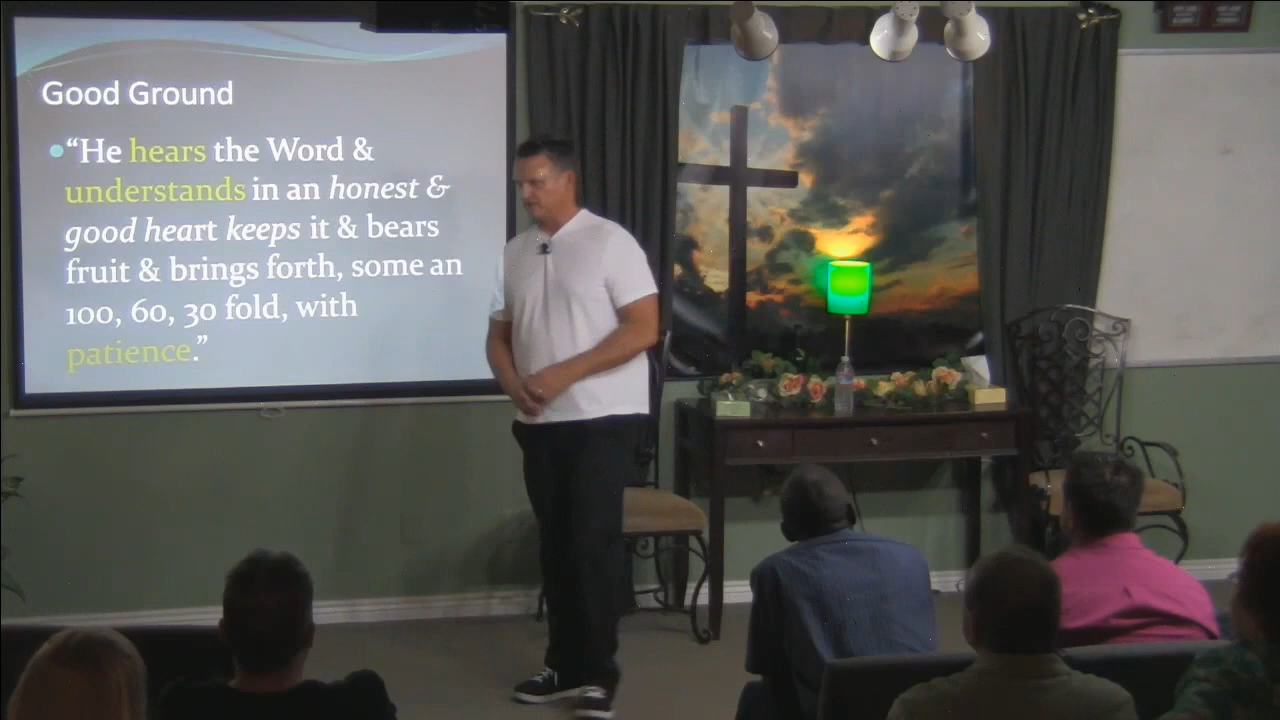 Good Ground
“He hears the Word &
understands in an honest &
good heart keeps it & bears
fruit & brings forth, some an
100, 60, 30 fold, with
patience.”